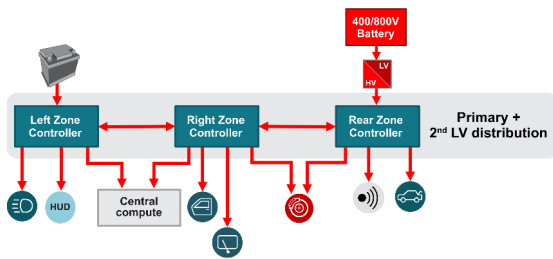 400/800V
Battery
LV
HV
Left Zone
Controller
Right Zone
Controller
Rear Zone
Controller
Primary +
2nd LV distribution
HUD
Central
compute